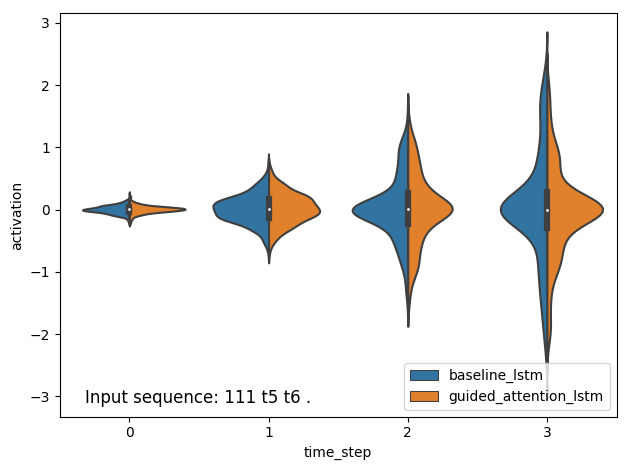 3
2
1
0
−1
−2
−3
activation
Input sequence: 111 t5 t6 .
baseline_lstm
guided_attention_lstm
0 1 2 3
time_step